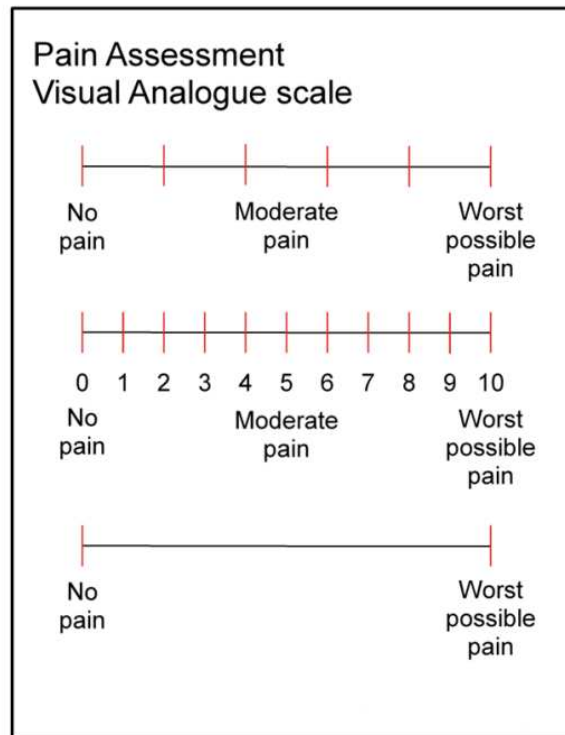 Pain Assessment
Visual Analogue scale
No
pain
Moderate
pain
Worst
possible
pain
0 1 2 3 4 5 6 7 8 9 10
No
pain
Moderate
pain
Worst
possible
pain
No
pain
Worst
possible
pain